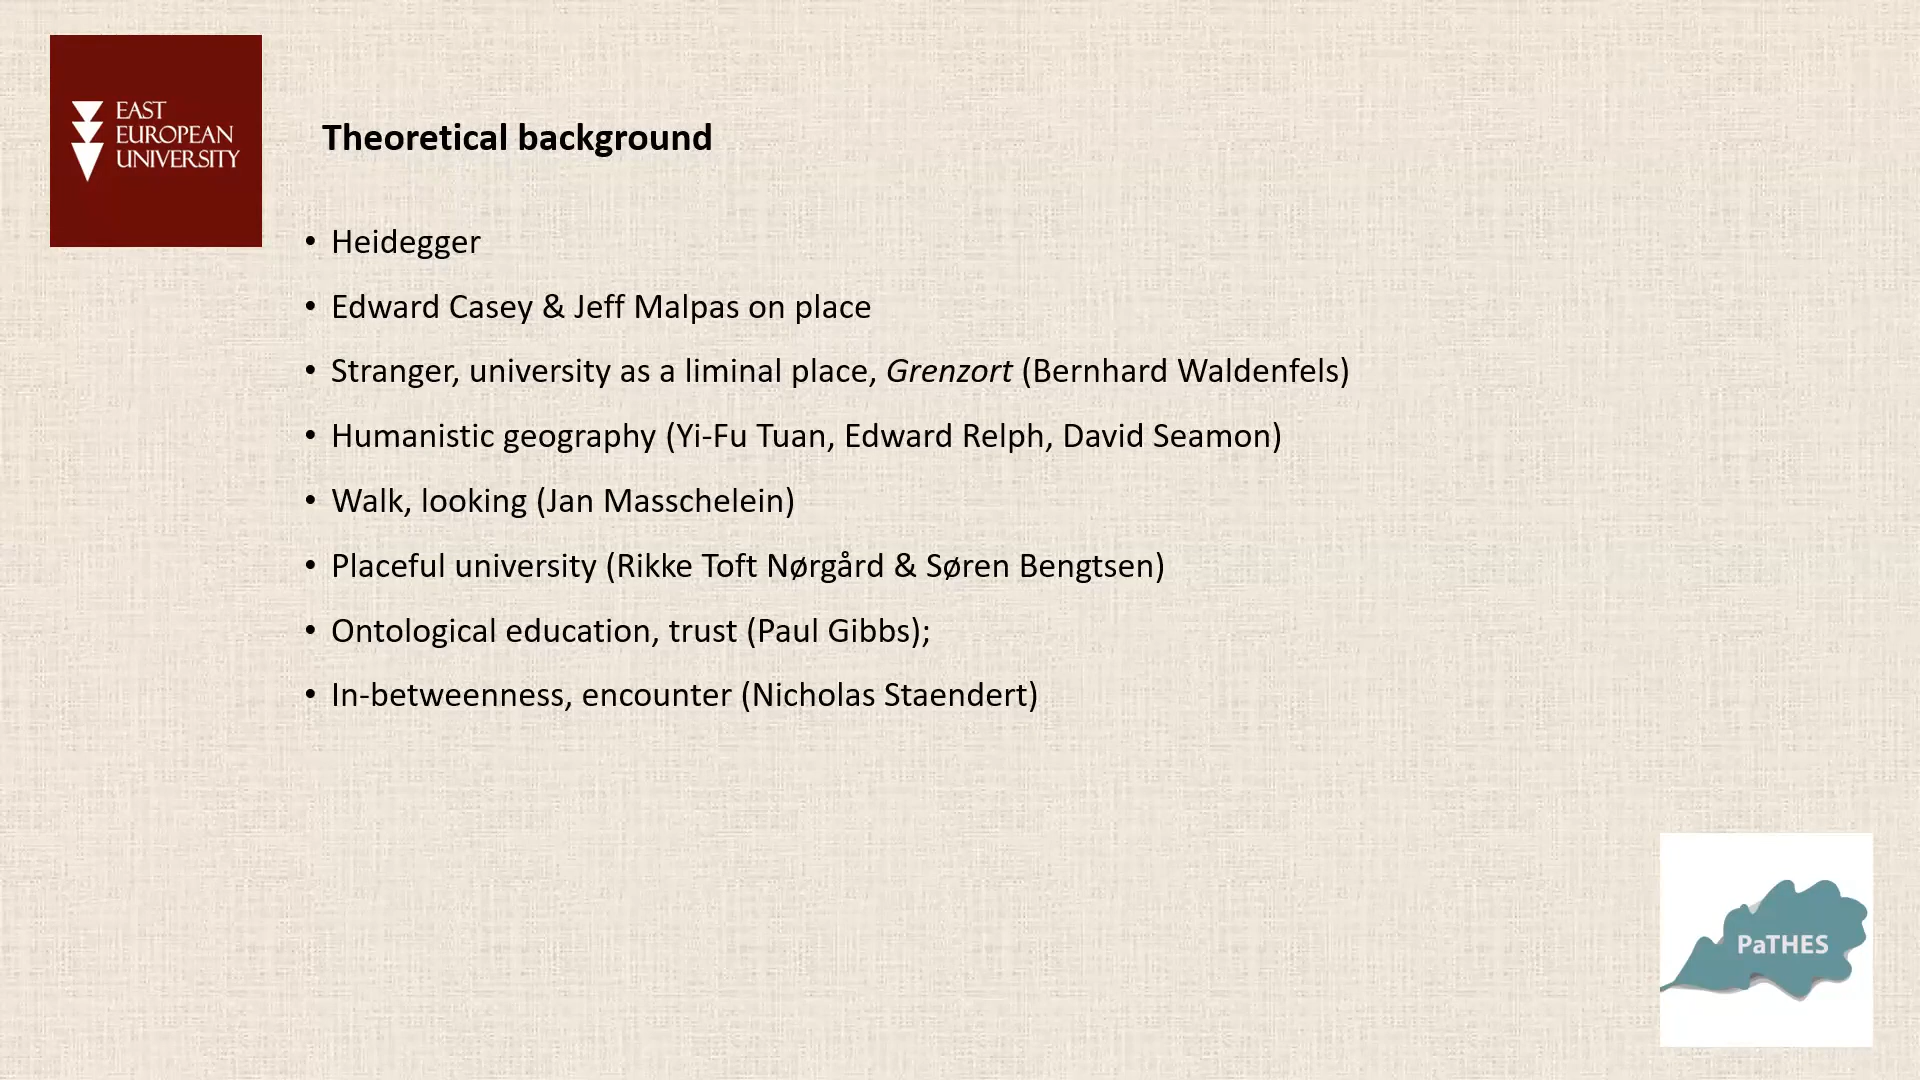 EAST
EUROPEAN
UNIVERSITY
Theoretical background
• Heidegger
• Edward Casey & Jeff Malpas on place
• Stranger, university as a liminal place, Grenzort (Bernhard Waldenfels)
• Humanistic geography (Yi-Fu Tuan, Edward Relph, David Seamon)
• Walk, looking (Jan Masschelein)
• Placeful university (Rikke Toft Nørgård & Søren Bengtsen)
• Ontological education, trust (Paul Gibbs);
• In-betweenness, encounter (Nicholas Staendert)
PaTHES